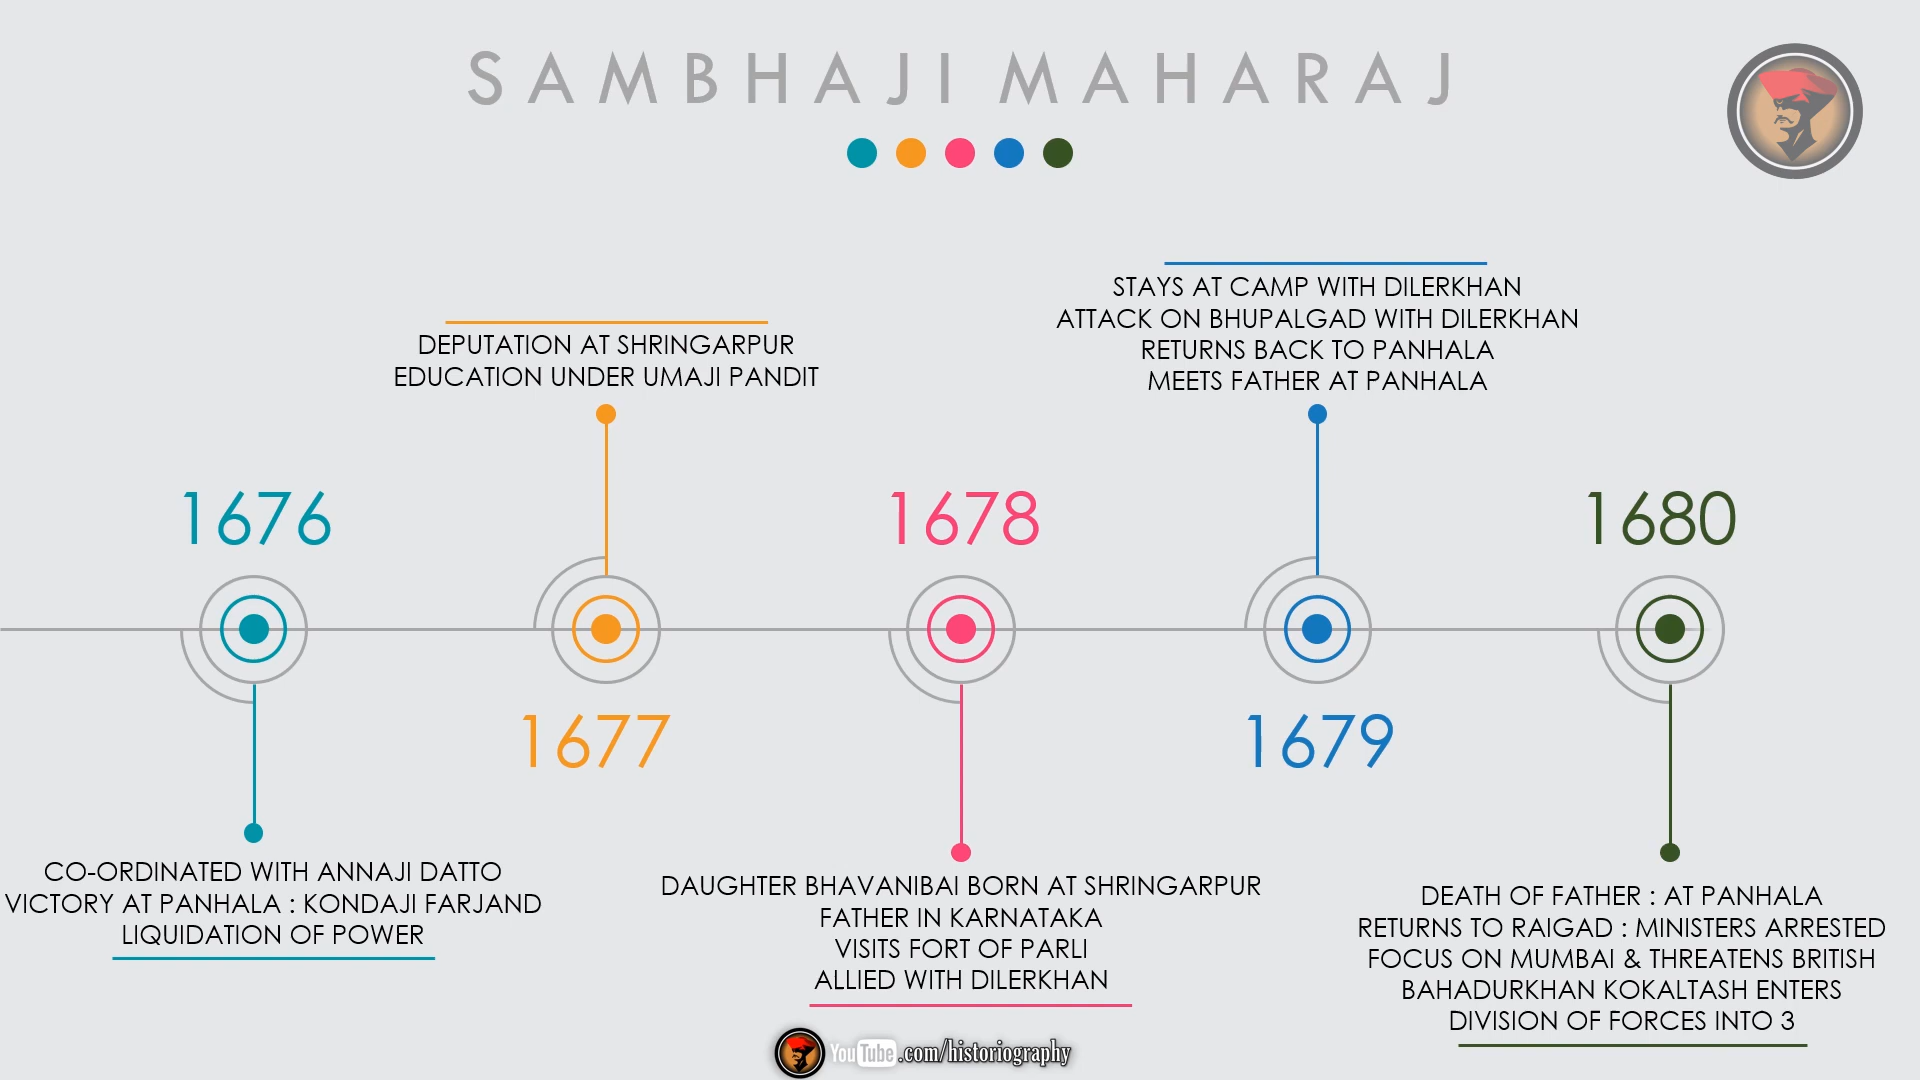 SAMBHAJI MAHARAJ
1676
CO-ORDINATED WITH ANNAJI DATTO
VICTORY AT PANHALA : KONDAJI FARJAND
LIQUIDATION OF POWER
DEPUTATION AT SHRINGARPUR
EDUCATION UNDER UMAJI PANDIT
1677
1678
DAUGHTER BHAVANIBAI BORN AT SHRINGARPUR
FATHER IN KARNATAKA
VISITS FORT OF PARLI
ALLIED WITH DILERKHAN
STAYS AT CAMP WITH DILERKHAN
ATTACK ON BHUPALGAD WITH DILERKHAN
RETURNS BACK TO PANHALA
MEETS FATHER AT PANHALA
1679
1680
DEATH OF FATHER : AT PANHALA
RETURNS TO RAIGAD : MINISTERS ARRESTED
FOCUS ON MUMBAI & THREATENS BRITISH
BAHADURKHAN KOKALTASH ENTERS
DIVISION OF FORCES INTO 3
YouTube.com/historiography